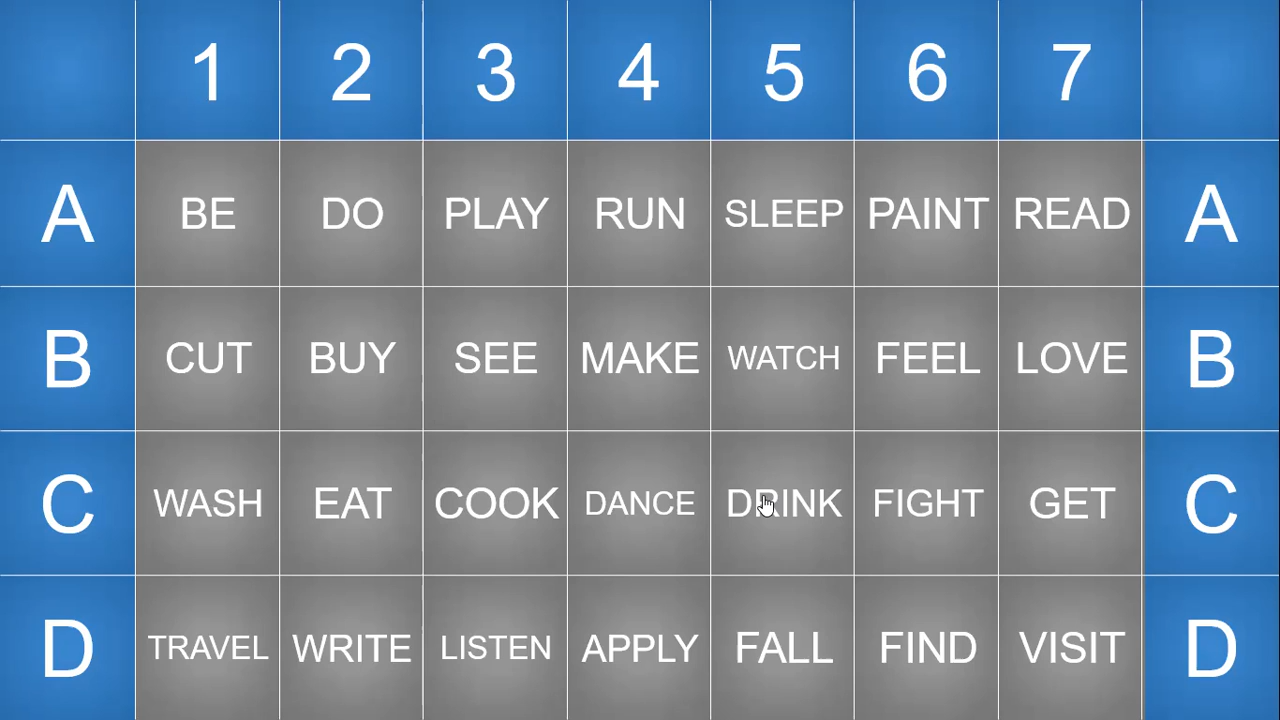 1 2 3 4 5 6 7
A BE DO PLAY RUN SLEEP PAINT READ A
B CUT BUY SEE MAKE WATCH FEEL LOVE B
C WASH EAT COOK DANCE DRINK FIGHT GET C
D TRAVEL WRITE LISTEN APPLY FALL FIND VISIT D